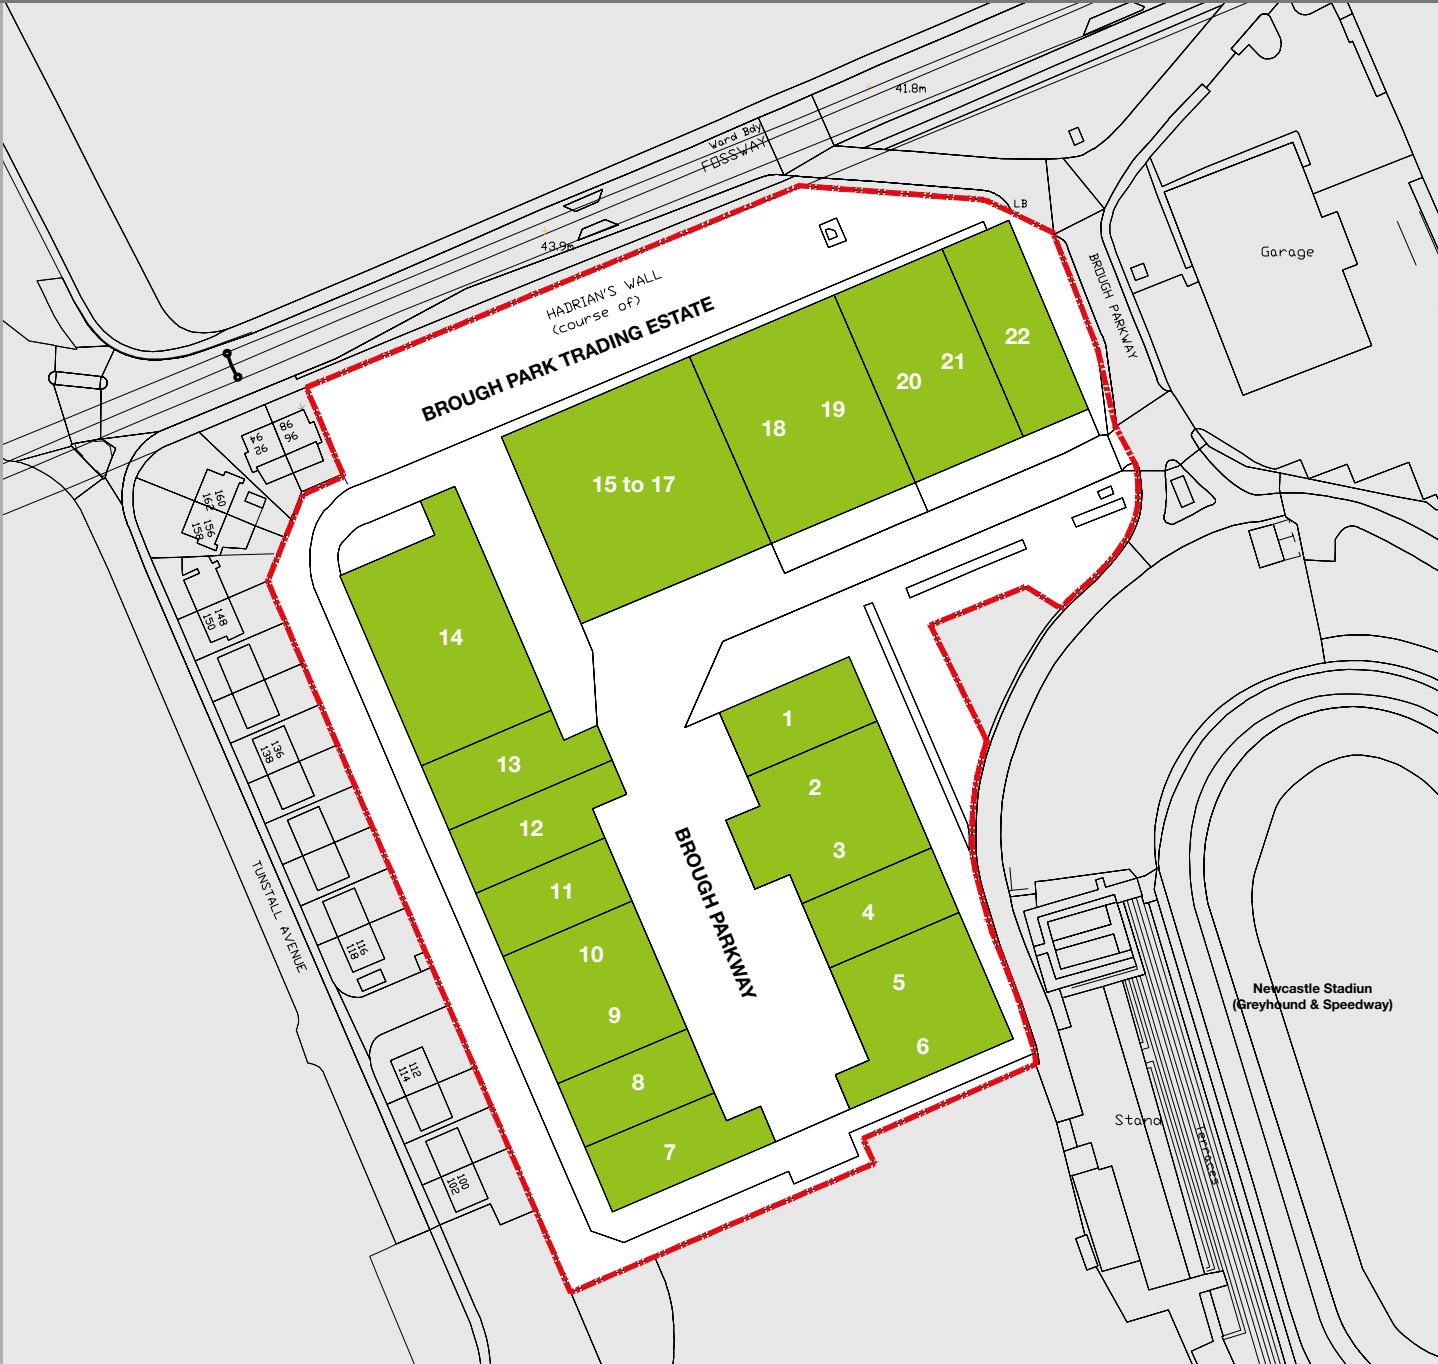 41.8m
Ward Bdy
FOSSWAY
43.9m
LB
HADRIAN'S WALL
(course of)
BROUGH PARK TRADING ESTATE
Garage
BROUGH PARKWAY
22
21
20
19
18
15 to 17
94
92
98
96
160
162
156
158
148
150
14
136
138
13
12
11
10
9
8
7
1
2
3
4
5
6
BROUGH PARKWAY
TUNSTALL AVENUE
116
118
112
114
100
102
Newcastle Stadiun
(Greyhound & Speedway)
Stand
Terraces